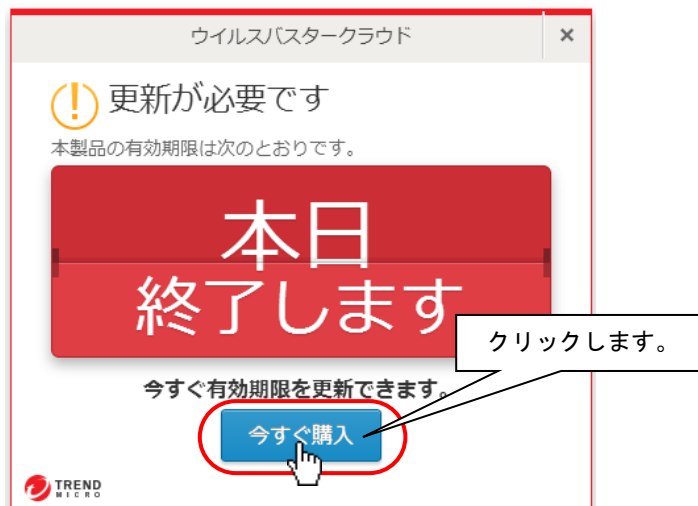 ウイルスバスタークラウド
×
更新が必要です
本製品の有効期限は次のとおりです。
本日
終了します
クリックします。
今すぐ有効期限を更新できます。
今すぐ購入
TREND
MICRO